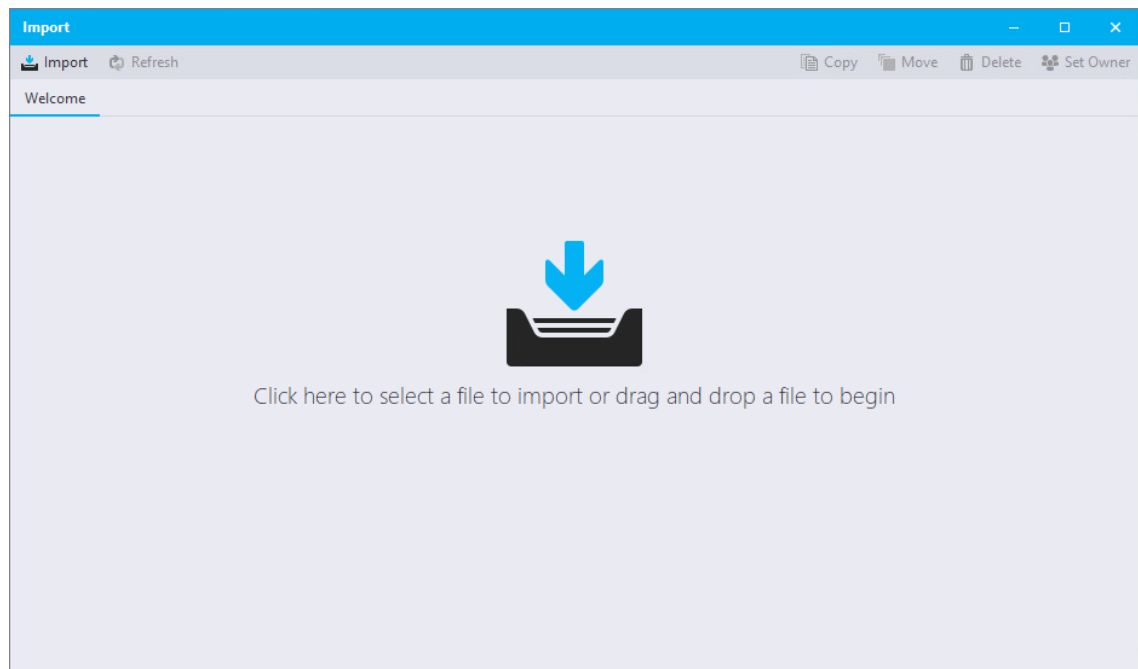 Import
Import Refresh Copy Move Delete Set Owner
Welcome
Click here to select a file to import or drag and drop a file to begin